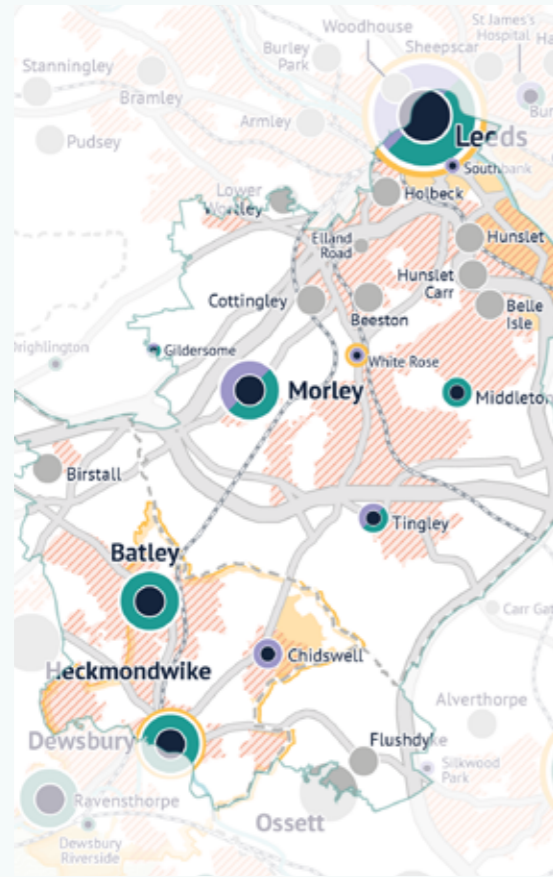 Woodhouse
St James's
Hospital
Burley
Park
Sheepscar
Stanningley
Bramley
Armley
Leeds
Pudsey
Southbank
Lower
Wortley
Holbeck
Elland
Road
Hunslet
Hunslet
Carr
Cottingley
Beeston
Belle
Isle
Gildersome
White Rose
Morley
Middleton
Birstall
Tingley
Batley
Carr Gat
Chidswell
Heckmondwike
Alverthorpe
Dewsbury
Flushdyke
Silkwood
Park
Ravensthorpe
Ossett
Dewsbury
Riverside